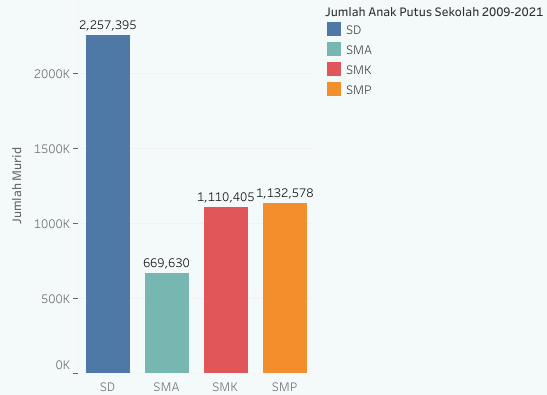 Jumlah Anak Putus Sekolah 2009-2021
SD
SMA
SMK
SMP
Jumlah Murid
2000K
1500K
1000K
500K
0K
2,257,395
669,630
1,110,405
1,132,578
SD
SMA
SMK
SMP